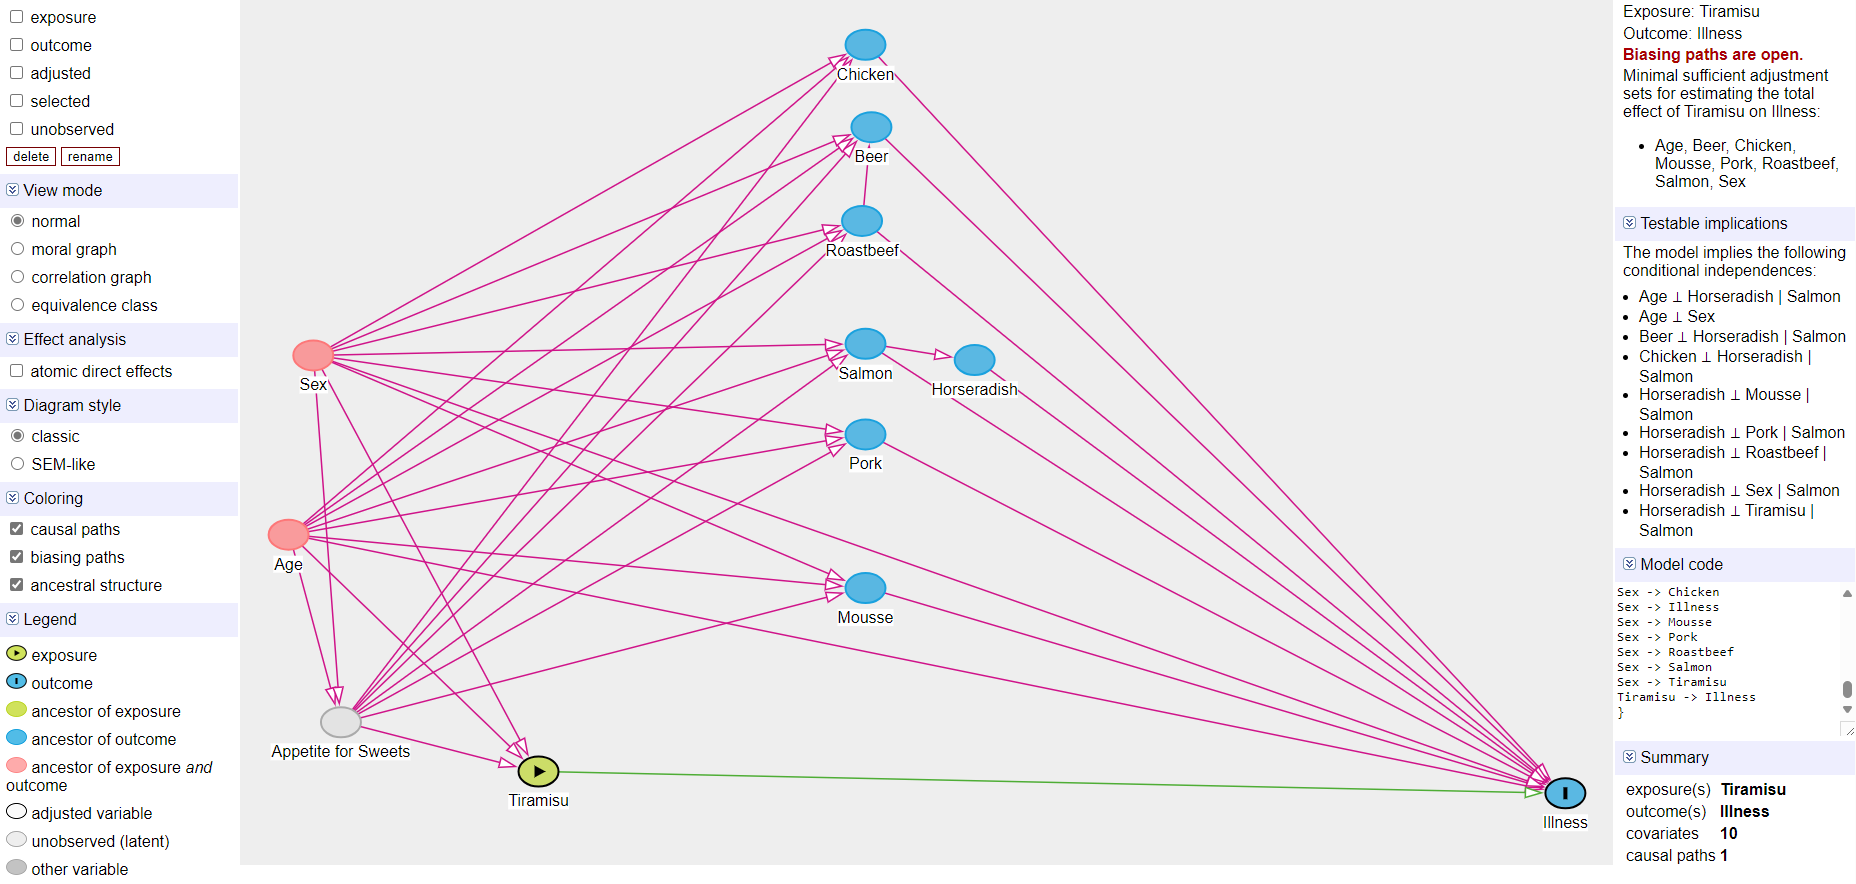 exposure
outcome
adjusted
selected
unobserved
delete rename
View mode
normal
moral graph
correlation graph
equivalence class
Effect analysis
atomic direct effects
Diagram style
classic
SEM-like
Coloring
causal paths
biasing paths
ancestral structure
Legend
exposure
outcome
ancestor of exposure
ancestor of outcome
ancestor of exposure and
outcome
adjusted variable
unobserved (latent)
other variable
Chicken
Beer
Roastbeef
Salmon
Horseradish
Sex
Pork
Age
Mousse
Appetite for Sweets
Tiramisu
Illness
Exposure: Tiramisu
Outcome: Illness
Biasing paths are open.
Minimal sufficient adjustment
sets for estimating the total
effect of Tiramisu on Illness:
• Age, Beer, Chicken,
Mousse, Pork, Roastbeef,
Salmon, Sex
Testable implications
The model implies the following
conditional independences:
• Age ⊥ Horseradish | Salmon
• Age ⊥ Sex
• Beer ⊥ Horseradish | Salmon
• Chicken ⊥ Horseradish |
Salmon
• Horseradish ⊥ Mousse |
Salmon
• Horseradish ⊥ Pork | Salmon
• Horseradish ⊥ Roastbeef |
Salmon
• Horseradish ⊥ Sex | Salmon
• Horseradish ⊥ Tiramisu |
Salmon
Model code
Sex -> Chicken
Sex -> Illness
Sex -> Mousse
Sex -> Pork
Sex -> Roastbeef
Sex -> Salmon
Sex -> Tiramisu
Tiramisu -> Illness
}
Summary
exposure(s) Tiramisu
outcome(s) Illness
covariates 10
causal paths 1